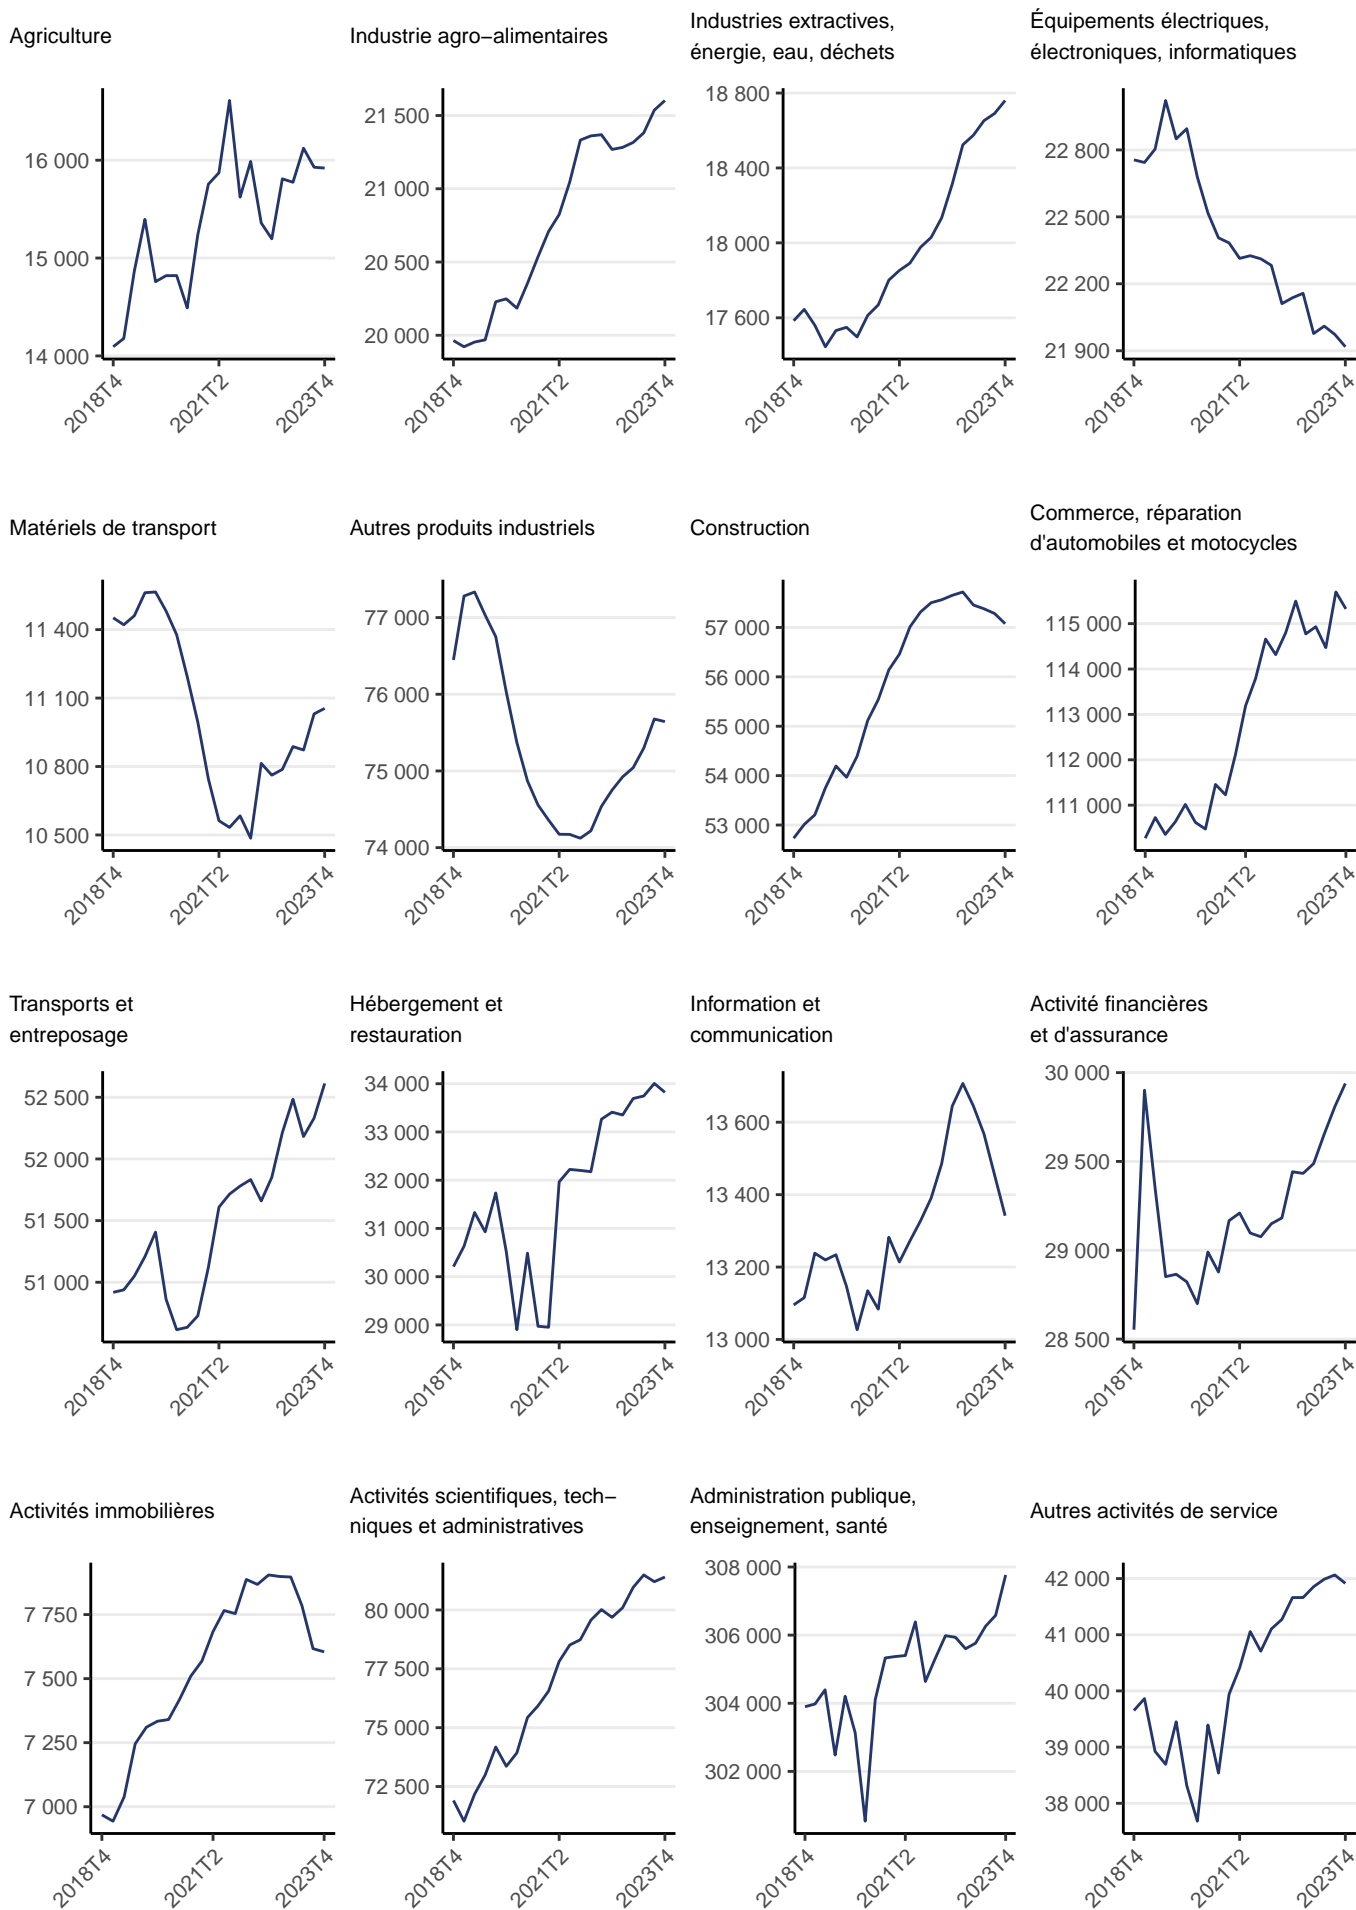 Agriculture
16 000
15 000
14 000
2018T4
2021T2
2023T4
Industrie agro−alimentaires
21 500
21 000
20 500
20 000
2018T4
2021T2
2023T4
Industries extractives,
énergie, eau, déchets
18 800
18 400
18 000
17 600
2018T4
2021T2
2023T4
Équipements électriques,
électroniques, informatiques
22 800
22 500
22 200
21 900
2018T4
2021T2
2023T4
Matériels de transport
11 400
11 100
10 800
10 500
2018T4
2021T2
2023T4
Autres produits industriels
77 000
76 000
75 000
74 000
2018T4
2021T2
2023T4
Construction
57 000
56 000
55 000
54 000
53 000
2018T4
2021T2
2023T4
Commerce, réparation
d'automobiles et motocycles
115 000
114 000
113 000
112 000
111 000
2018T4
2021T2
2023T4
Transports et
entreposage
52 500
52 000
51 500
51 000
2018T4
2021T2
2023T4
Hébergement et
restauration
34 000
33 000
32 000
31 000
30 000
29 000
2018T4
2021T2
2023T4
Information et
communication
13 600
13 400
13 200
13 000
2018T4
2021T2
2023T4
Activité financières
et d'assurance
30 000
29 500
29 000
28 500
2018T4
2021T2
2023T4
Activités immobilières
7 750
7 500
7 250
7 000
2018T4
2021T2
2023T4
Activités scientifiques, tech−
niques et administratives
80 000
77 500
75 000
72 500
2018T4
2021T2
2023T4
Administration publique,
enseignement, santé
308 000
306 000
304 000
302 000
2018T4
2021T2
2023T4
Autres activités de service
42 000
41 000
40 000
39 000
38 000
2018T4
2021T2
2023T4